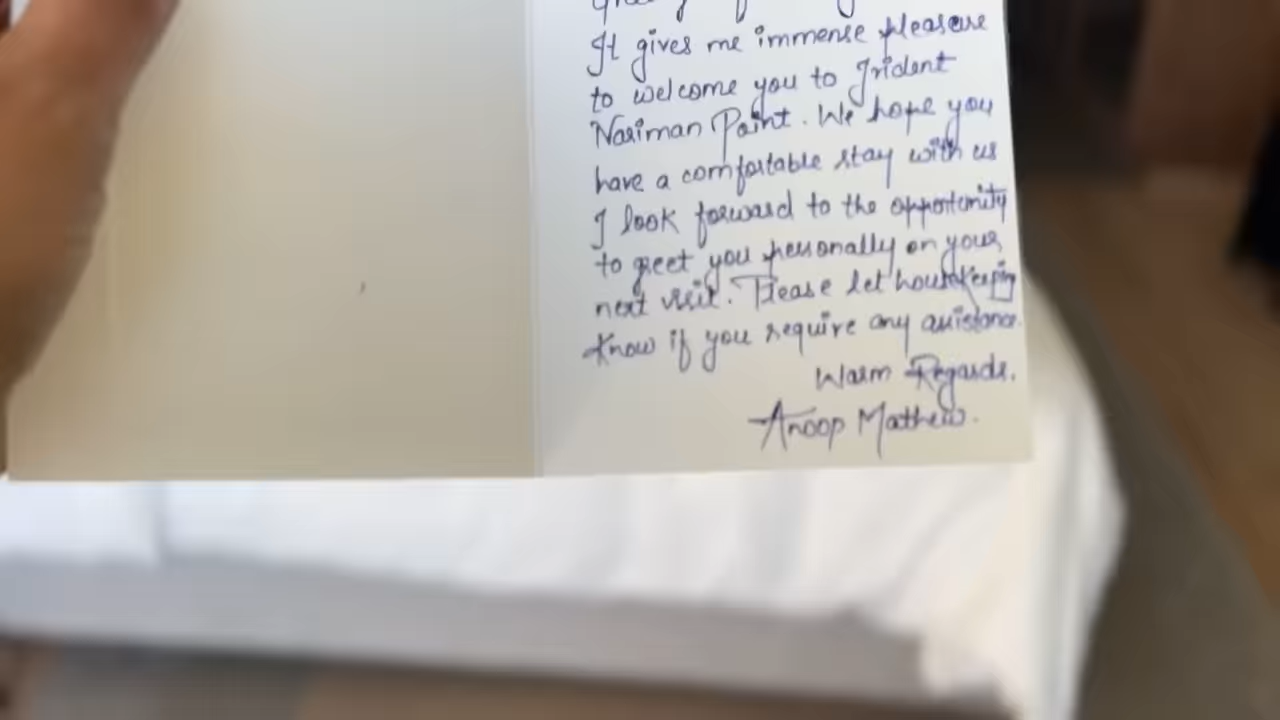 It gives me immense pleasure
to welcome you to Trident
Nariman Point. We hope you
have a comfortable stay with us
I look forward to the opportunity
to greet you personally on your
next visit. Please let housekeeping
know if you require any assistance.
Warm Regards.
Anoop Mathew.